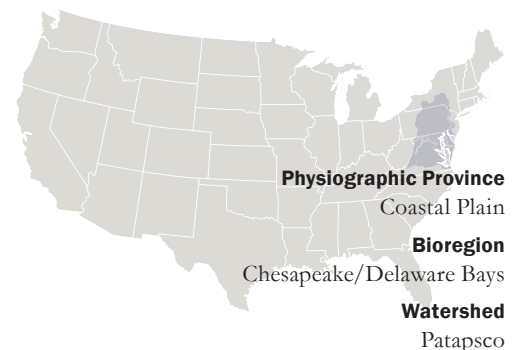 Physiographic Province
Coastal Plain
Bioregion
Chesapeake/Delaware Bays
Watershed
Patapsco